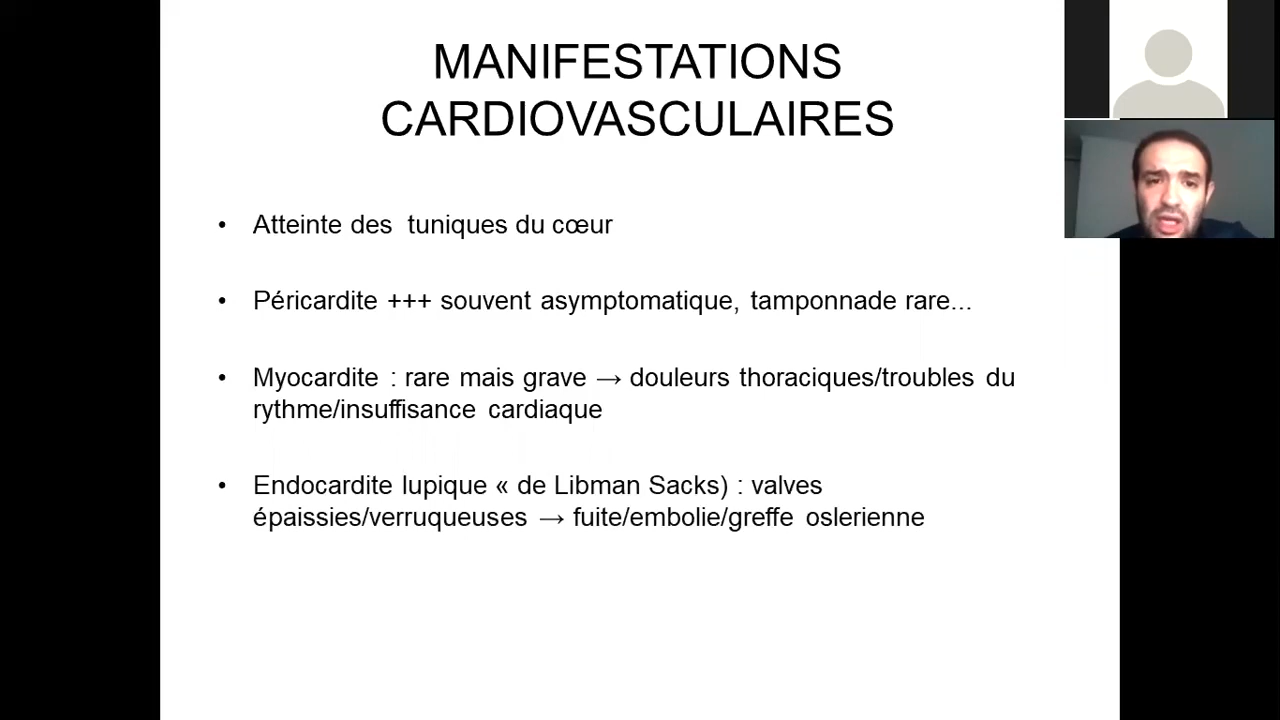 MANIFESTATIONS
CARDIOVASCULAIRES
• Atteinte des  tuniques du cœur
• Péricardite +++ souvent asymptomatique, tamponnade rare...
• Myocardite : rare mais grave → douleurs thoraciques/troubles du
rythme/insuffisance cardiaque
• Endocardite lupique « de Libman Sacks) : valves
épaissies/verruqueuses → fuite/embolie/greffe oslerienne